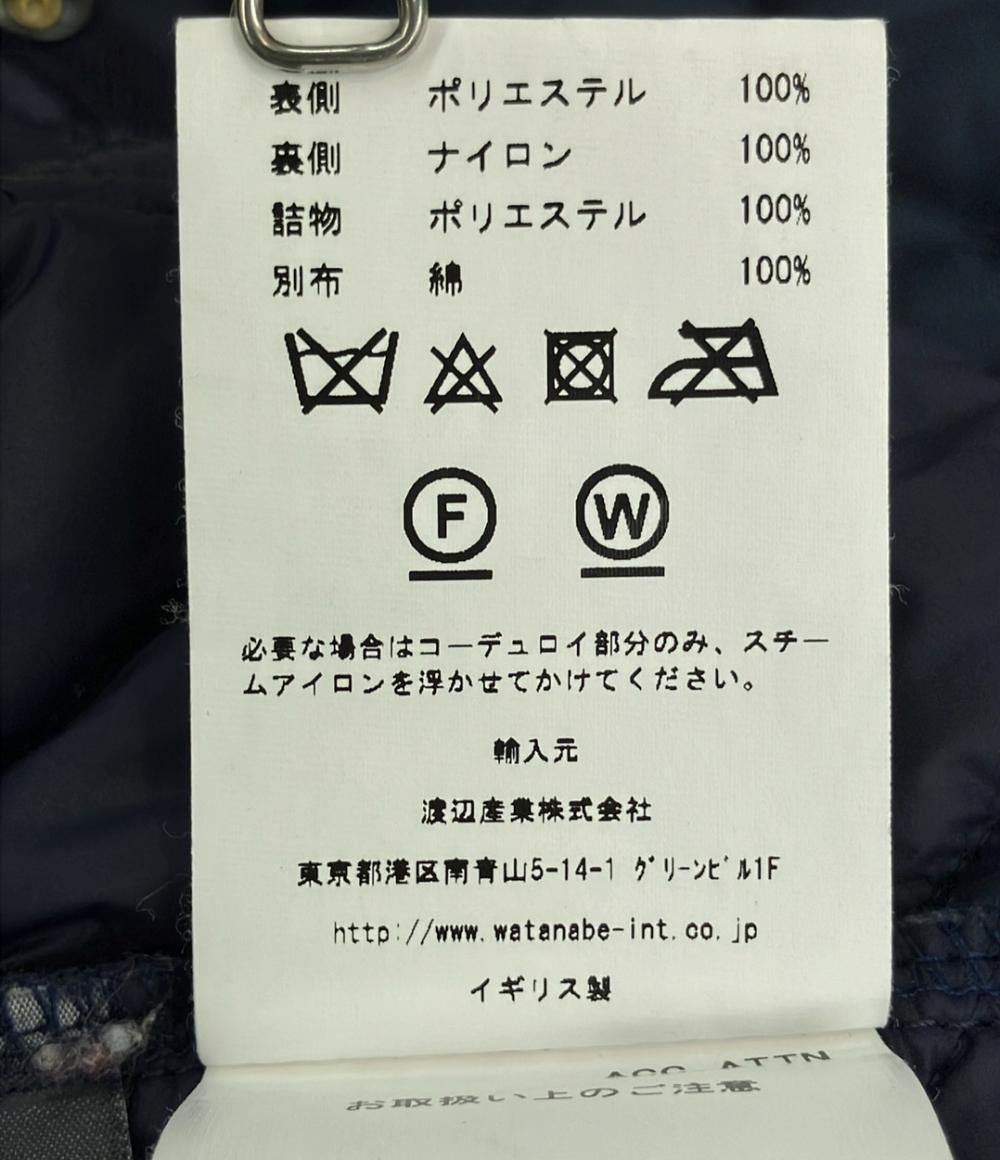 表側 ポリエステル 100%
裏側 ナイロン 100%
詰物 ポリエステル 100%
別布 綿 100%
F W
必要な場合はコーデュロイ部分のみ、スチー
ムアイロンを浮かせてかけてください。
輸入元
渡辺産業株式会社
東京都港区南青山5-14-1 グリーンビル1F
http://www.watanabe-int.co.jp
イギリス製
ACC ATTN
お取扱い上のご注意